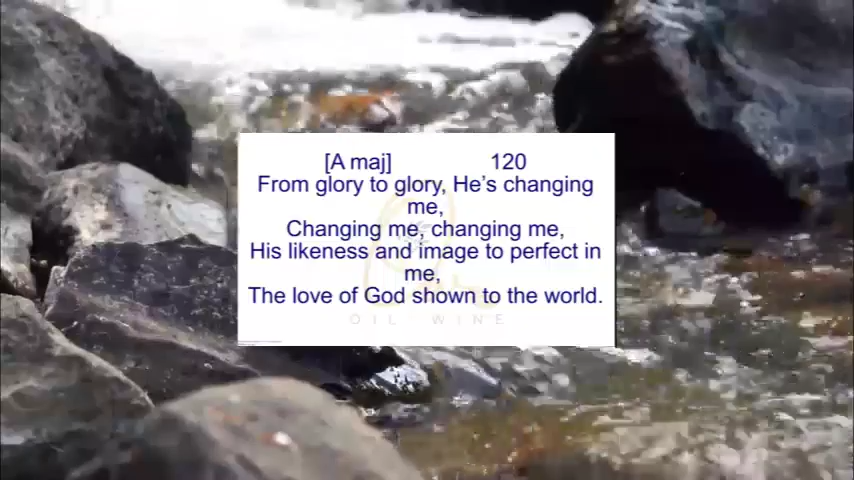 [A maj] 120
From glory to glory, He's changing
me,
Changing me, changing me,
His likeness and image to perfect in
me,
The love of God shown to the world.
OIL WINE